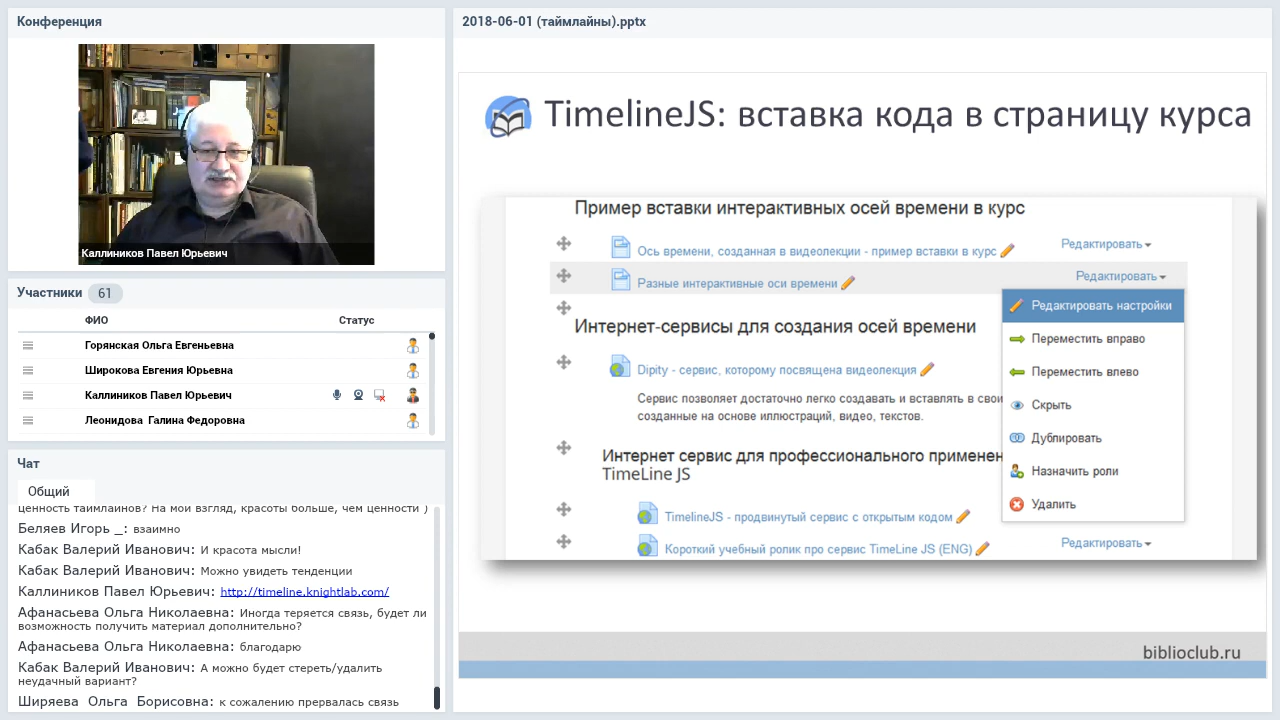 Конференция
Каллиников Павел Юрьевич
Участники 61
ФИО Статус
Горянская Ольга Евгеньевна
Широкова Евгения Юрьевна
Каллиников Павел Юрьевич
Леонидова Галина Федоровна
Чат
Общий
ценность таймлайнов? На мой взгляд, красоты больше, чем ценности )
Беляев Игорь _: взаимно
Кабак Валерий Иванович: И красота мысли!
Кабак Валерий Иванович: Можно увидеть тенденции
Каллиников Павел Юрьевич: http://timeline.knightlab.com/
Афанасьева Ольга Николаевна: Иногда теряется связь, будет ли
возможность получить материал дополнительно?
Афанасьева Ольга Николаевна: благодарю
Кабак Валерий Иванович: А можно будет стереть/удалить
неудачный вариант?
Ширяева Ольга Борисовна: к сожалению прервалась связь
2018-06-01 (таймлайны).pptx
TimelineJS: вставка кода в страницу курса
Пример вставки интерактивных осей времени в курс
Ось времени, созданная в видеолекции - пример вставки в курс Редактировать
Разные интерактивные оси времени Редактировать
Интернет-сервисы для создания осей времени
Dipity - сервис, которому посвящена видеолекция
Сервис позволяет достаточно легко создавать и вставлять в свои
созданные на основе иллюстраций, видео, текстов.
Интернет сервис для профессионального применен
TimeLine JS
TimelineJS - продвинутый сервис с открытым кодом
Короткий учебный ролик про сервис TimeLine JS (ENG) Редактировать
Редактировать настройки
Переместить вправо
Переместить влево
Скрыть
Дублировать
Назначить роли
Удалить
biblioclub.ru